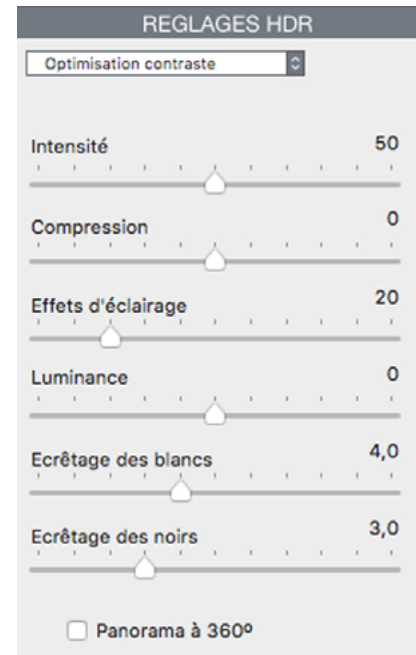 REGLAGES HDR
Optimisation contraste
Intensité 50
Compression 0
Effets d'éclairage 20
Luminance 0
Ecrêtage des blancs 4,0
Ecrêtage des noirs 3,0
Panorama à 360º